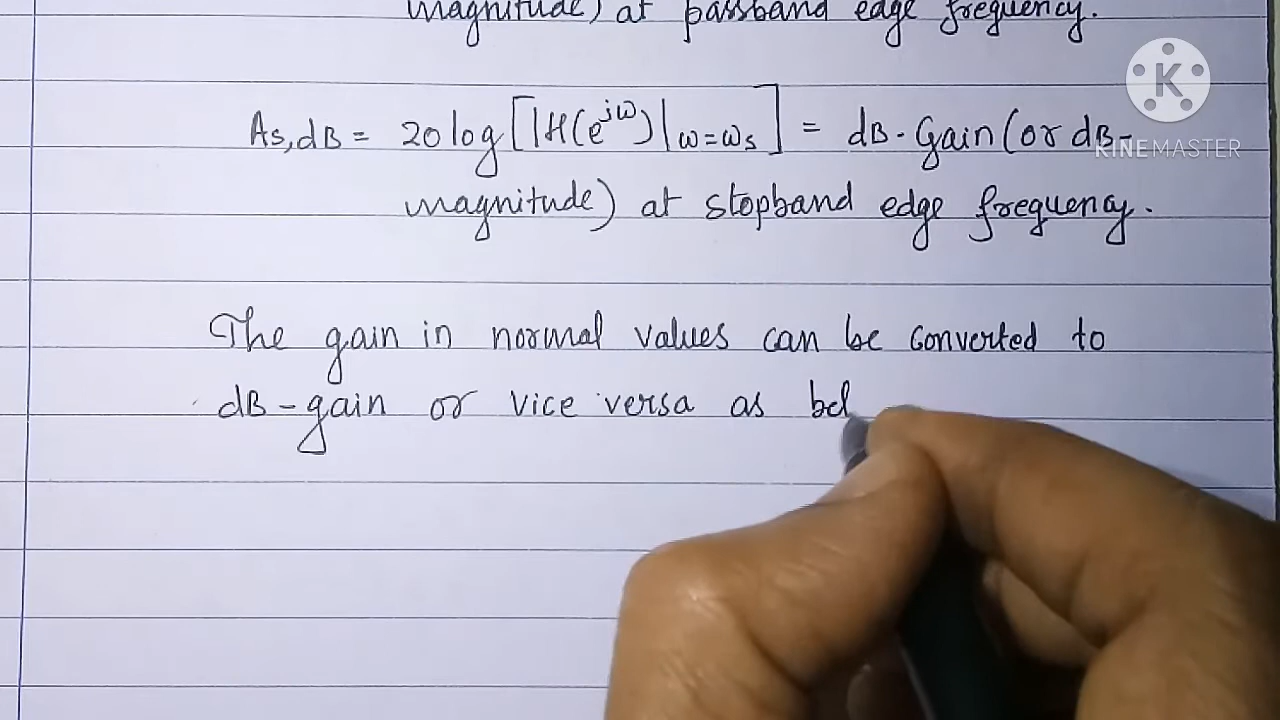 magnitude) at passband edge frequency.
As,dB = 20 log [|H(e^jω)|ω=ωs] = dB-Gain (or dB-
magnitude) at stopband edge frequency.
The gain in normal values can be converted to
dB-gain or vice versa as bel
K
KINEMASTER